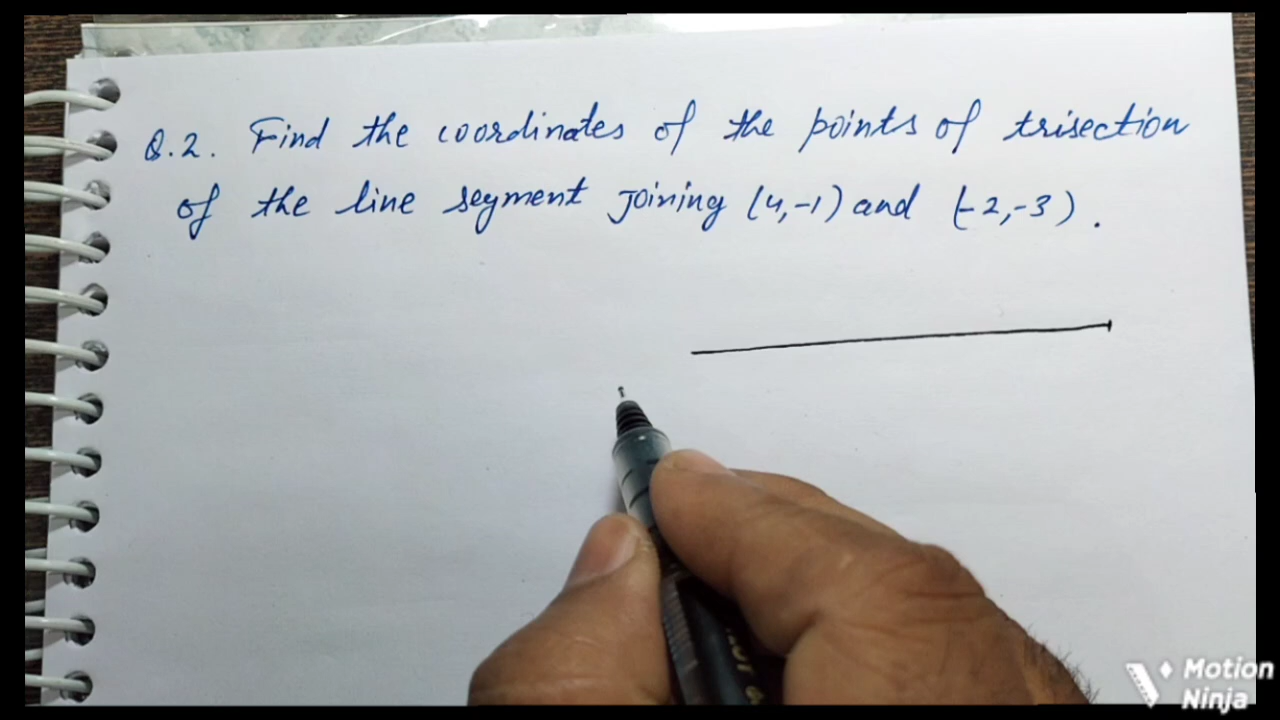 Q.2. Find the coordinates of the points of trisection
of the line segment joining (4,-1) and (-2,-3).
Motion
Ninja